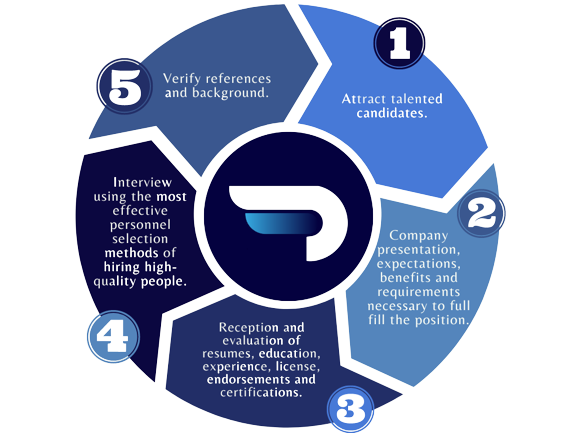 1
Attract talented
candidates.
2
Company
presentation,
expectations,
benefits and
requirements
necessary to full
fill the position.
3
Reception and
evaluation of
resumes, education,
experience, license,
endorsements and
certifications.
4
Interview
using the most
effective
personnel
selection
methods of
hiring high-
quality people.
5
Verify references
and background.